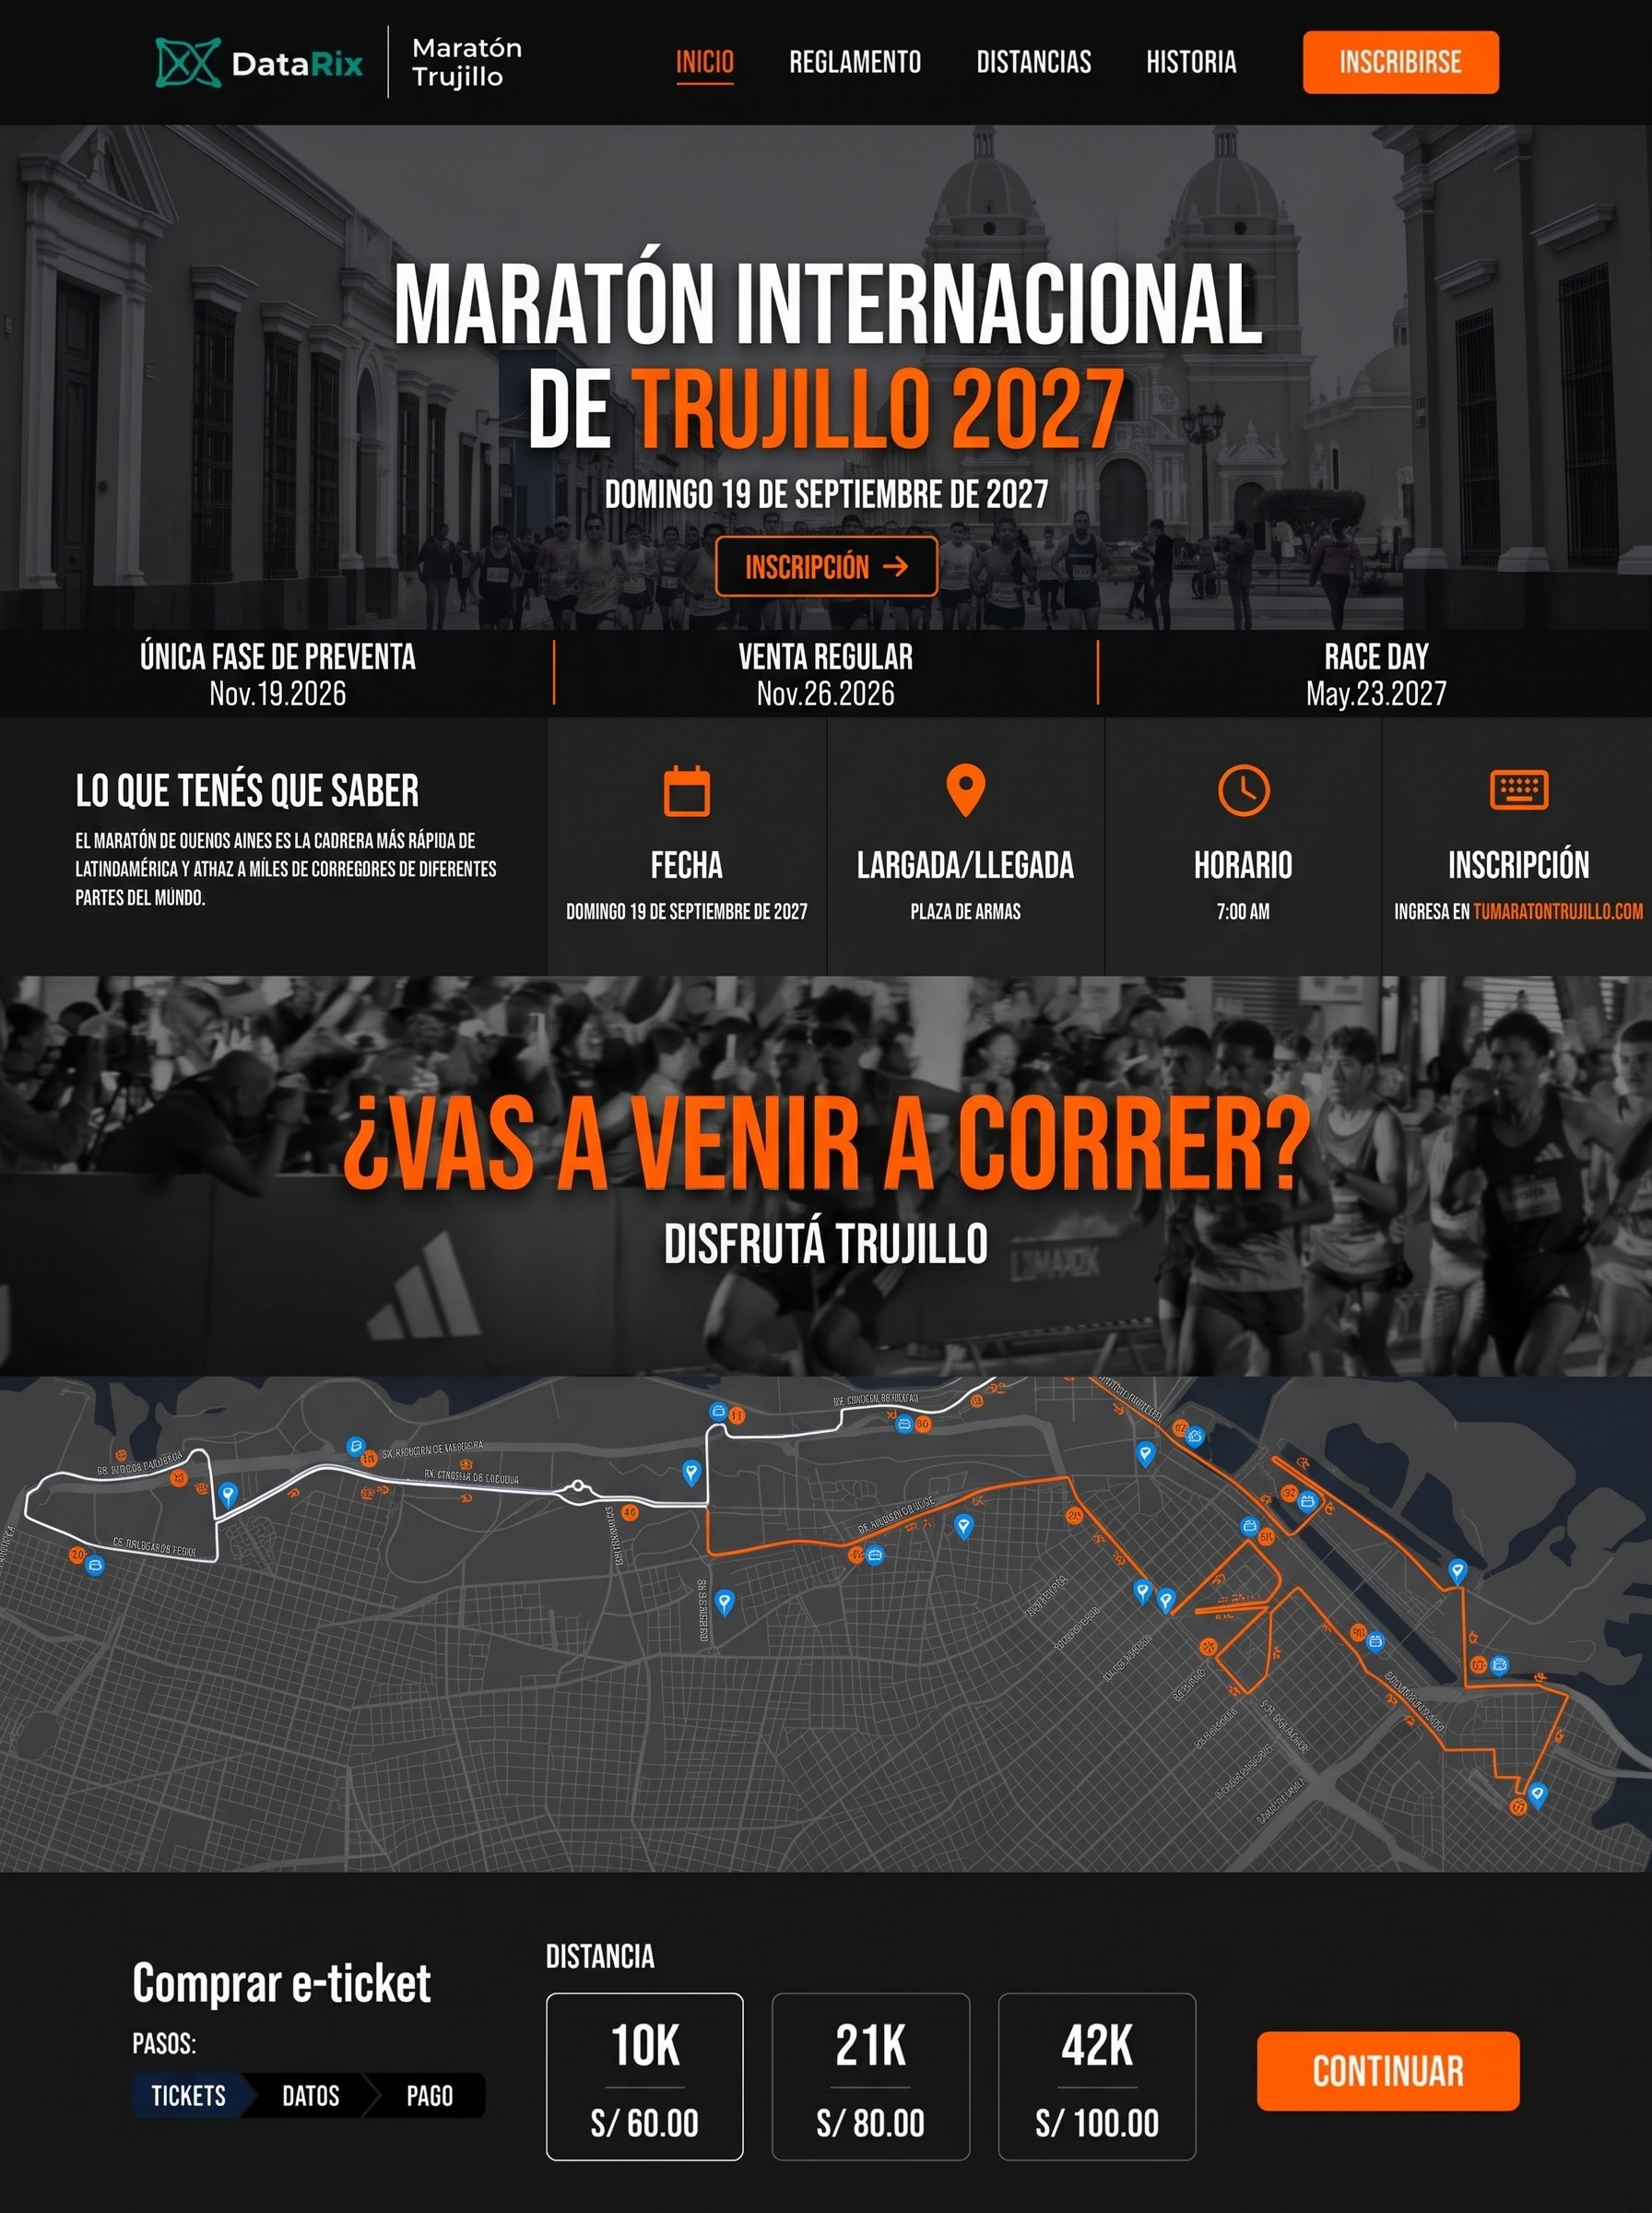 DataRix
Maratón
Trujillo
INICIO
REGLAMENTO
DISTANCIAS
HISTORIA
INSCRIBIRSE
MARATÓN INTERNACIONAL
DE TRUJILLO 2027
DOMINGO 19 DE SEPTIEMBRE DE 2027
INSCRIPCIÓN →
ÚNICA FASE DE PREVENTA
Nov.19.2026
VENTA REGULAR
Nov.26.2026
RACE DAY
May.23.2027
LO QUE TENÉS QUE SABER
EL MARATÓN DE OUENOS AINES ES LA CADRERA MÁS RÁPIDA DE
LATINDAMÉRICA Y ATHAZ A MÍLES DE CORREGDRES DE DIFERENTES
PARTES DEL MÚNDO.
FECHA
DOMINGO 19 DE SEPTIEMBRE DE 2027
LARGADA/LLEGADA
PLAZA DE ARMAS
HORARIO
7:00 AM
INSCRIPCIÓN
INGRESA EN TUMARATONTRUJILLO.COM
¿VAS A VENIR A CORRER?
DISFRUTÁ TRUJILLO
Comprar e-ticket
PASOS:
TICKETS
DATOS
PAGO
DISTANCIA
10K
S/ 60.00
21K
S/ 80.00
42K
S/ 100.00
CONTINUAR